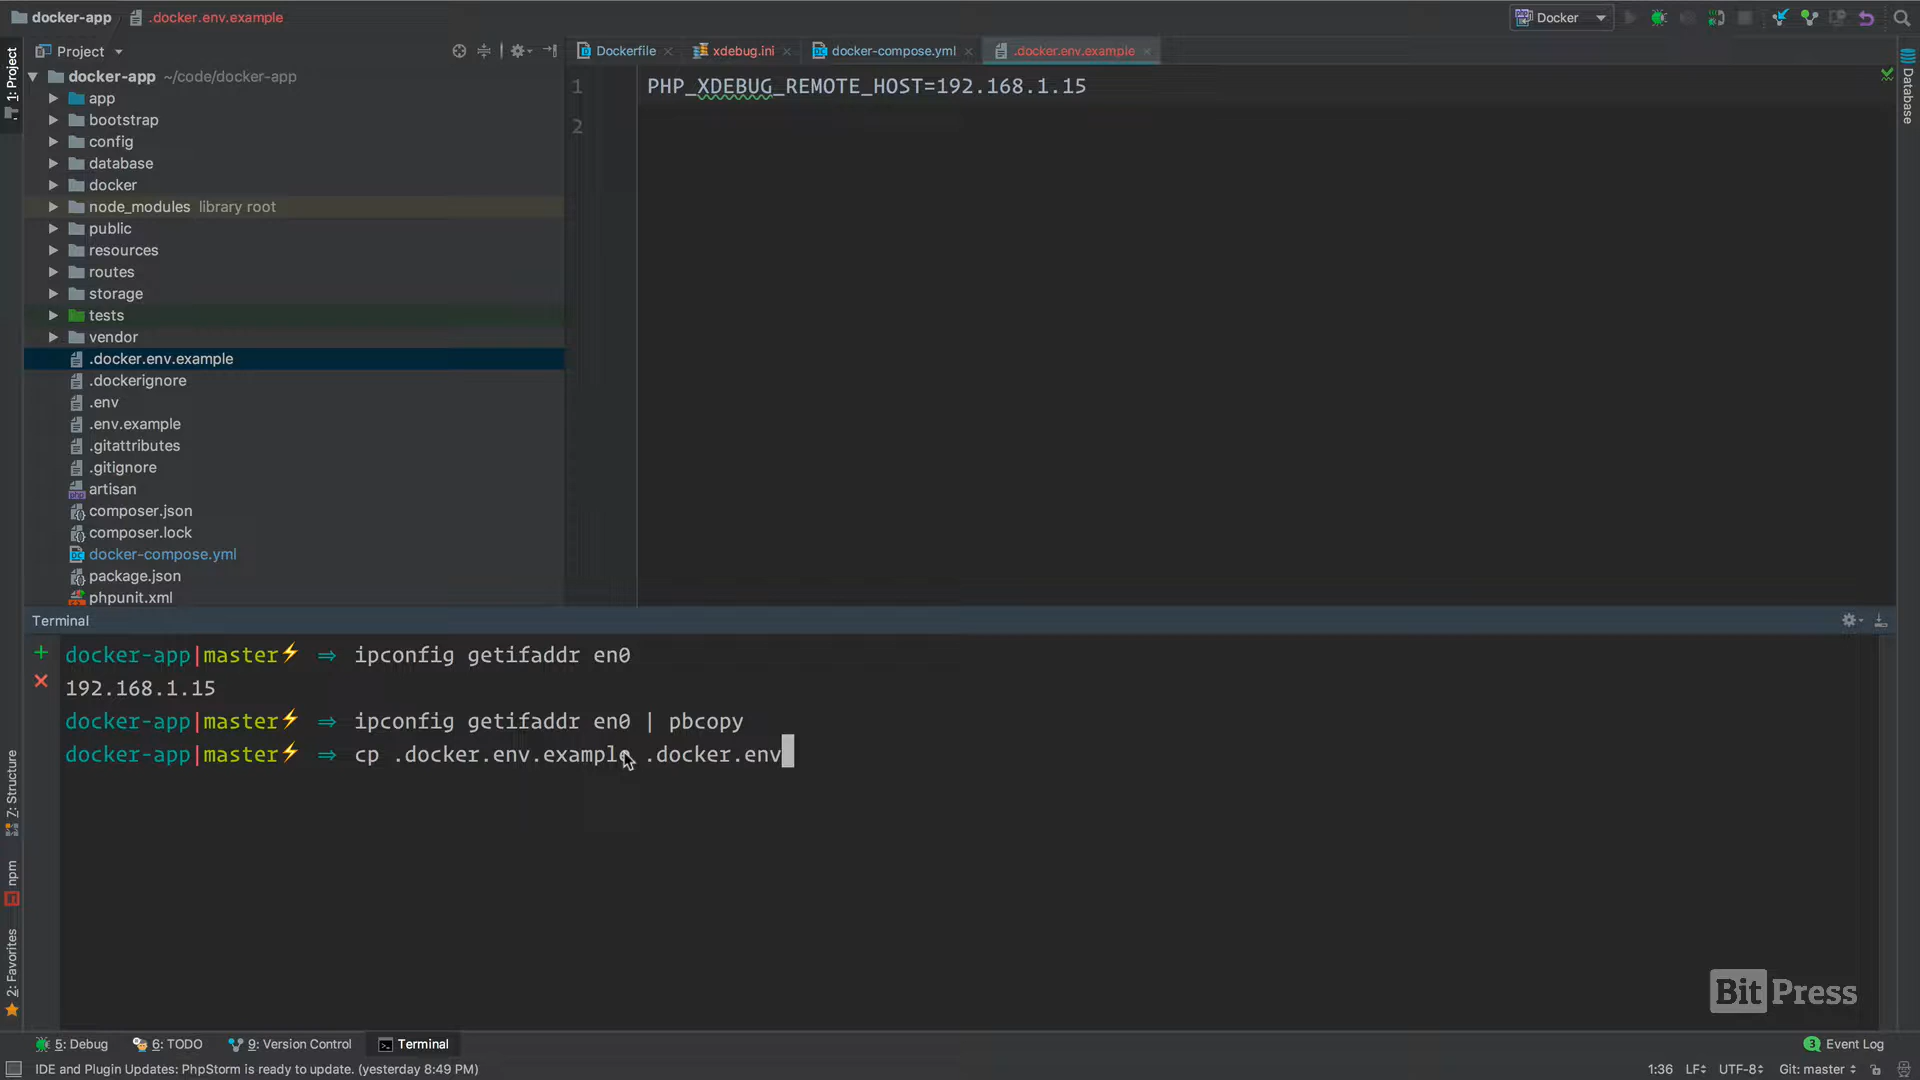 docker-app
.docker.env.example
Docker
1: Project
Project
Dockerfile
xdebug.ini
docker-compose.yml
.docker.env.example
docker-app ~/code/docker-app
app
bootstrap
config
database
docker
node_modules library root
public
resources
routes
storage
tests
vendor
.docker.env.example
.dockerignore
.env
.env.example
.gitattributes
.gitignore
artisan
composer.json
composer.lock
docker-compose.yml
package.json
phpunit.xml
1 PHP_XDEBUG_REMOTE_HOST=192.168.1.15
2
Database
Terminal
docker-app|master⚡ ⇒ ipconfig getifaddr en0
192.168.1.15
docker-app|master⚡ ⇒ ipconfig getifaddr en0 | pbcopy
docker-app|master⚡ ⇒ cp .docker.env.example .docker.env
7: Structure
npm
2: Favorites
Bit Press
5: Debug
6: TODO
9: Version Control
Terminal
3 Event Log
IDE and Plugin Updates: PhpStorm is ready to update. (yesterday 8:49 PM)
1:36 LF UTF-8 Git: master